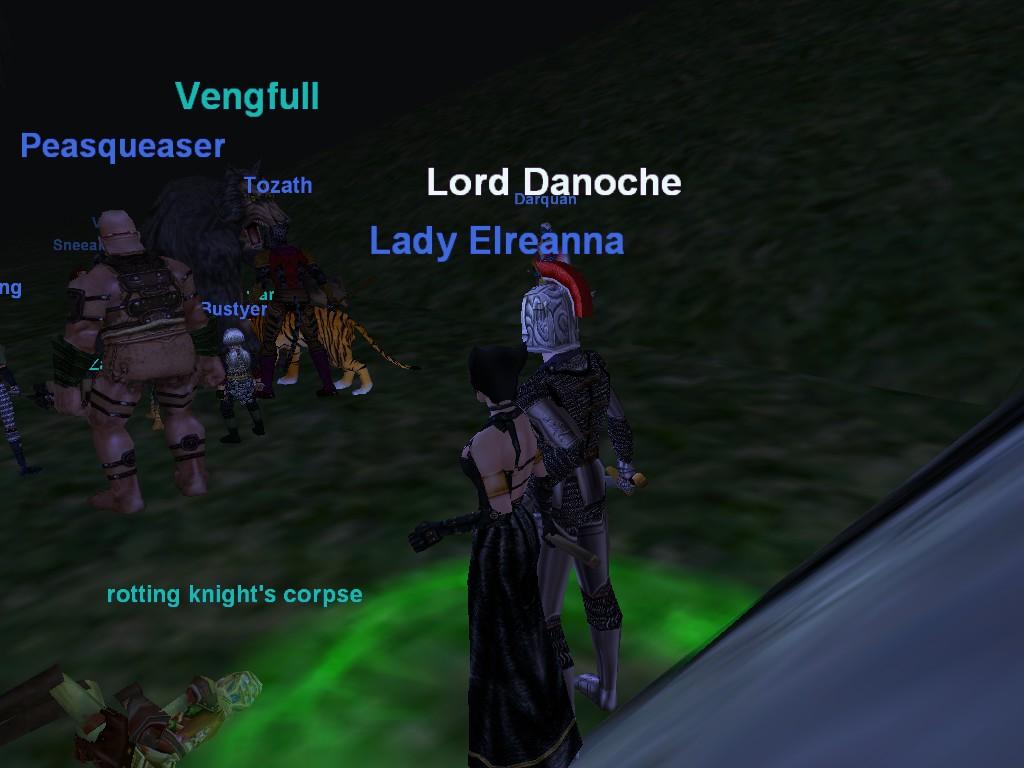 Vengfull
Peasqueaser
Tozath
Lord Danoche
Darquan
Lady Elreanna
Bustyer
rotting knight's corpse